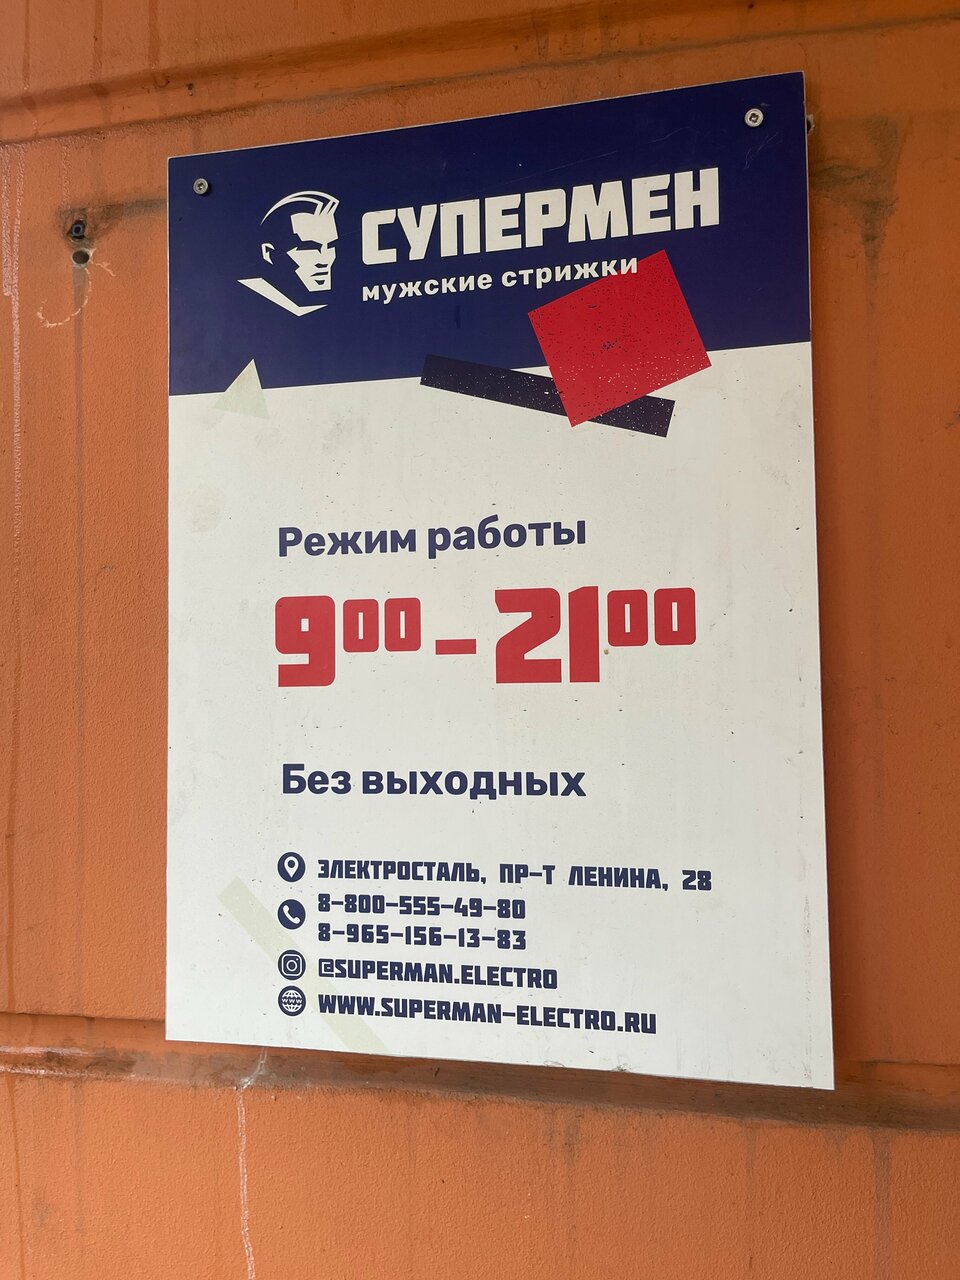 СУПЕРМЕН
мужские стрижки
Режим работы
9⁰⁰-21⁰⁰
Без выходных
ЭЛЕКТРОСТАЛЬ, ПР-Т ЛЕНИНА, 28
8-800-555-49-80
8-965-156-13-83
@SUPERMAN.ELECTRO
WWW
WWW.SUPERMAN-ELECTRO.RU